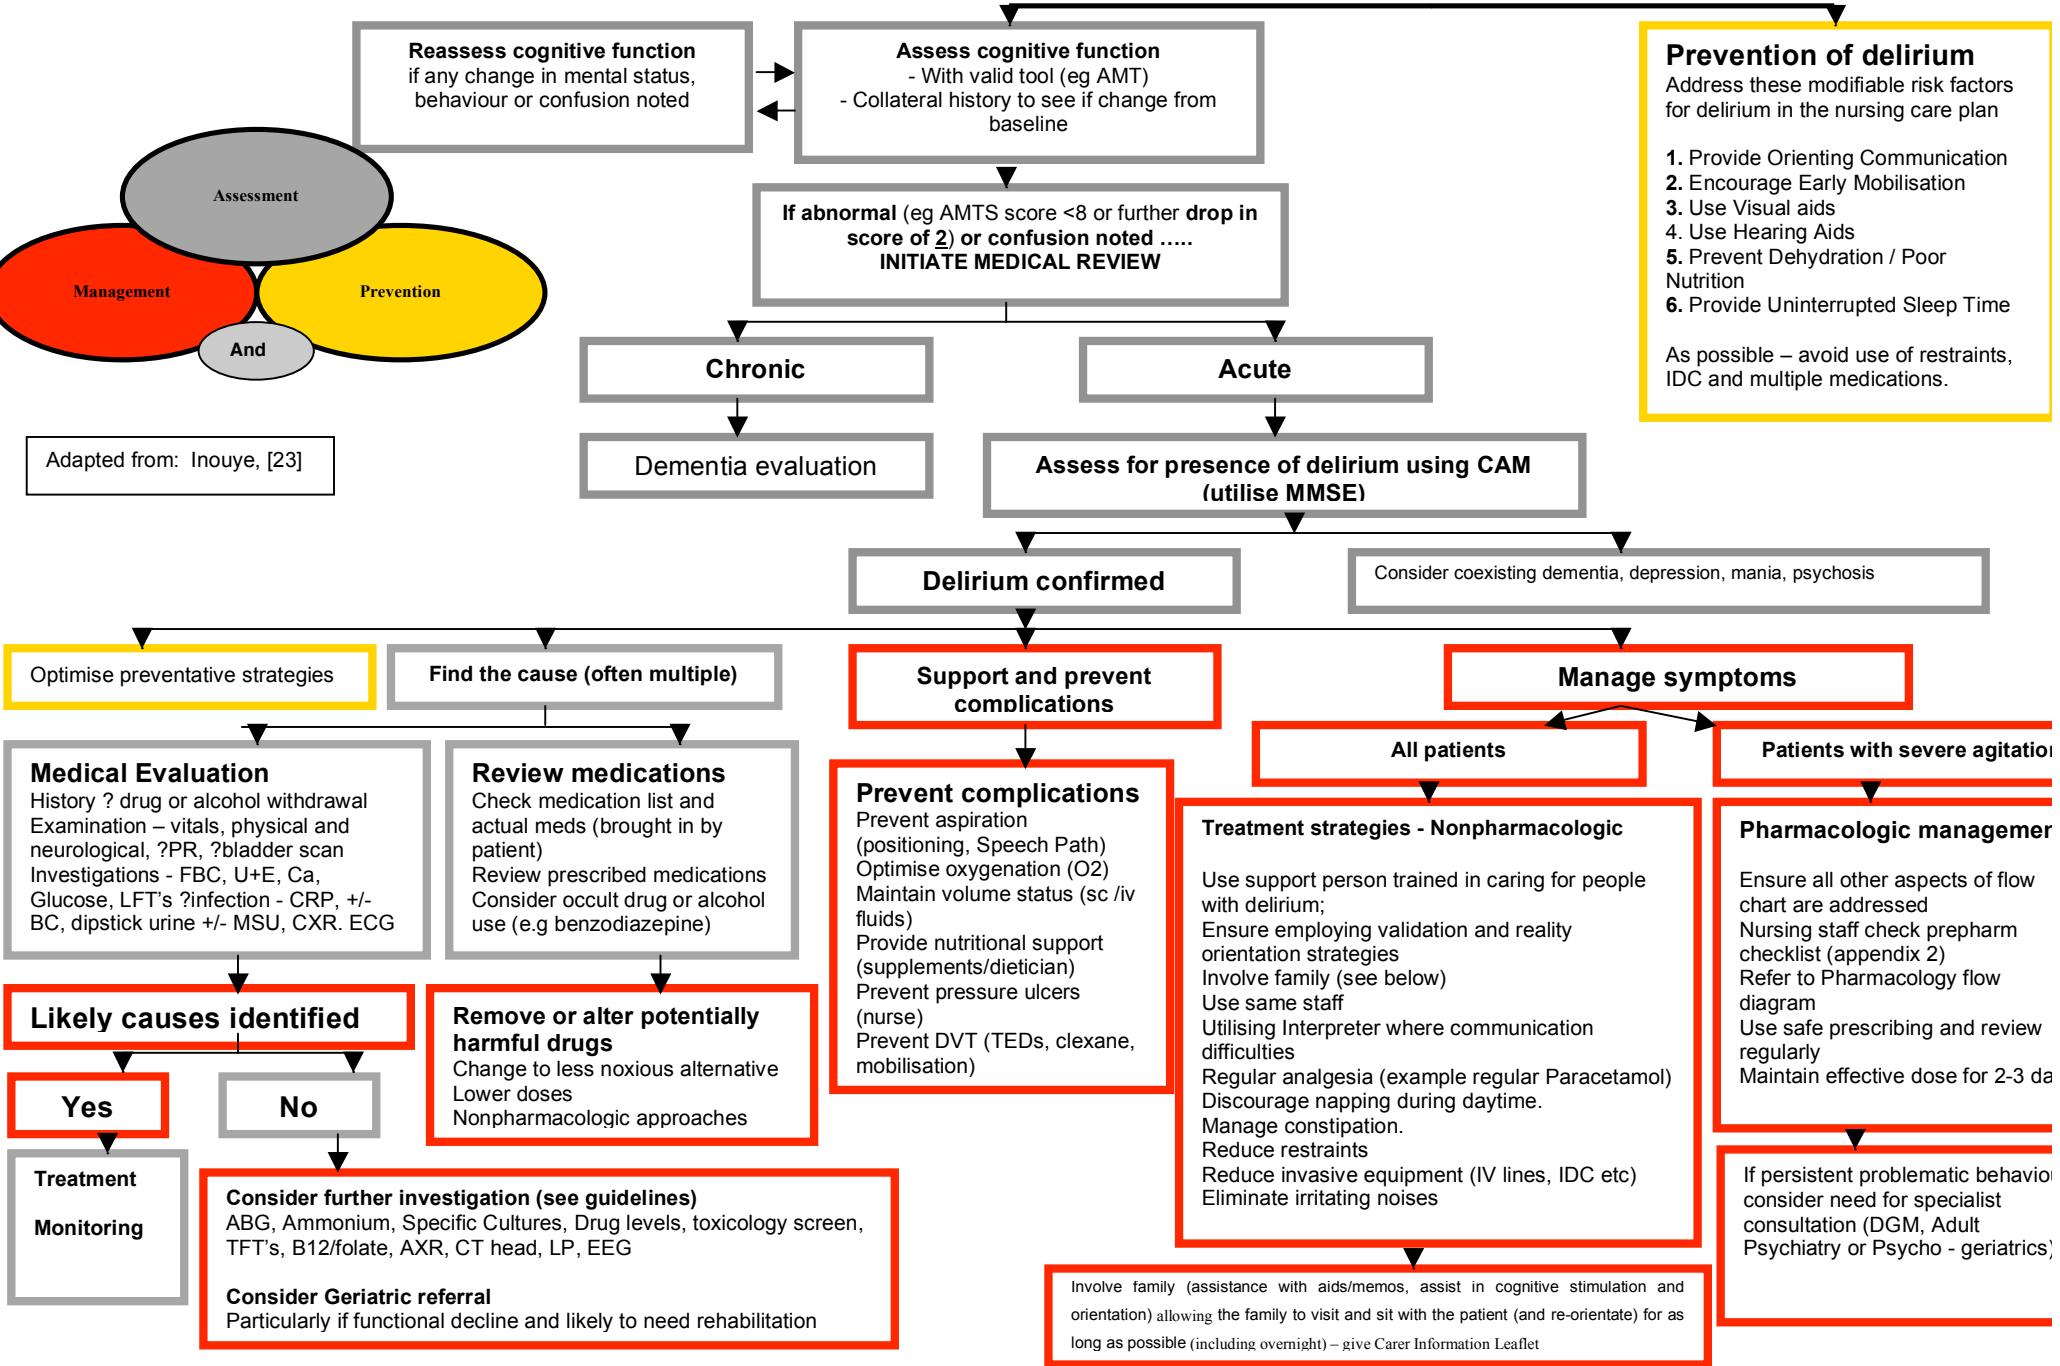 Reassess cognitive function
if any change in mental status,
behaviour or confusion noted
Assess cognitive function
- With valid tool (eg AMT)
- Collateral history to see if change from
baseline
Prevention of delirium
Address these modifiable risk factors
for delirium in the nursing care plan
1. Provide Orienting Communication
2. Encourage Early Mobilisation
3. Use Visual aids
4. Use Hearing Aids
5. Prevent Dehydration / Poor
Nutrition
6. Provide Uninterrupted Sleep Time
As possible – avoid use of restraints,
IDC and multiple medications.
Assessment
Management
Prevention
And
If abnormal (eg AMTS score <8 or further drop in
score of 2) or confusion noted …..
INITIATE MEDICAL REVIEW
Chronic
Acute
Adapted from: Inouye, [23]
Dementia evaluation
Assess for presence of delirium using CAM
(utilise MMSE)
Delirium confirmed
Consider coexisting dementia, depression, mania, psychosis
Optimise preventative strategies
Find the cause (often multiple)
Support and prevent
complications
Manage symptoms
All patients
Patients with severe agitation
Medical Evaluation
History ? drug or alcohol withdrawal
Examination – vitals, physical and
neurological, ?PR, ?bladder scan
Investigations - FBC, U+E, Ca,
Glucose, LFT's ?infection - CRP, +/-
BC, dipstick urine +/- MSU, CXR. ECG
Review medications
Check medication list and
actual meds (brought in by
patient)
Review prescribed medications
Consider occult drug or alcohol
use (e.g benzodiazepine)
Prevent complications
Prevent aspiration
(positioning, Speech Path)
Optimise oxygenation (O2)
Maintain volume status (sc /iv
fluids)
Provide nutritional support
(supplements/dietician)
Prevent pressure ulcers
(nurse)
Prevent DVT (TEDs, clexane,
mobilisation)
Treatment strategies - Nonpharmacologic
Use support person trained in caring for people
with delirium;
Ensure employing validation and reality
orientation strategies
Involve family (see below)
Use same staff
Utilising Interpreter where communication
difficulties
Regular analgesia (example regular Paracetamol)
Discourage napping during daytime.
Manage constipation.
Reduce restraints
Reduce invasive equipment (IV lines, IDC etc)
Eliminate irritating noises
Pharmacologic
Ensure all other aspects of flow
chart are addressed
Nursing staff check prepharm
checklist (appendix 2)
Refer to Pharmacology flow
diagram
Use safe prescribing and review
regularly
Maintain effective dose for 2-3
Likely causes identified
Yes
No
Remove or alter potentially
harmful drugs
Change to less noxious alternative
Lower doses
Nonpharmacologic approaches
Treatment
Monitoring
Consider further investigation (see guidelines)
ABG, Ammonium, Specific Cultures, Drug levels, toxicology screen,
TFT's, B12/folate, AXR, CT head, LP, EEG
Consider Geriatric referral
Particularly if functional decline and likely to need rehabilitation
If persistent problematic
consider need for specialist
consultation (DGM, Adult
Psychiatry or Psycho - geriatrics)
Involve family (assistance with aids/memos, assist in cognitive stimulation and
orientation) allowing the family to visit and sit with the patient (and re-orientate) for as
long as possible (including overnight) – give Carer Information Leaflet